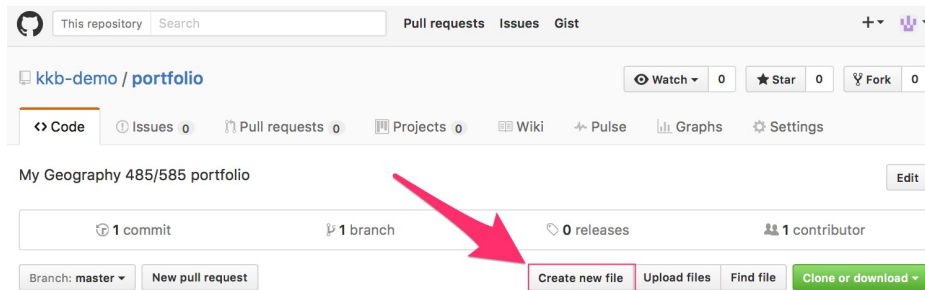 This repository Search Pull requests Issues Gist
kkb-demo / portfolio Watch 0 Star 0 Fork 0
Code Issues 0 Pull requests 0 Projects 0 Wiki Pulse Graphs Settings
My Geography 485/585 portfolio Edit
1 commit 1 branch 0 releases 1 contributor
Branch: master New pull request Create new file Upload files Find file Clone or download